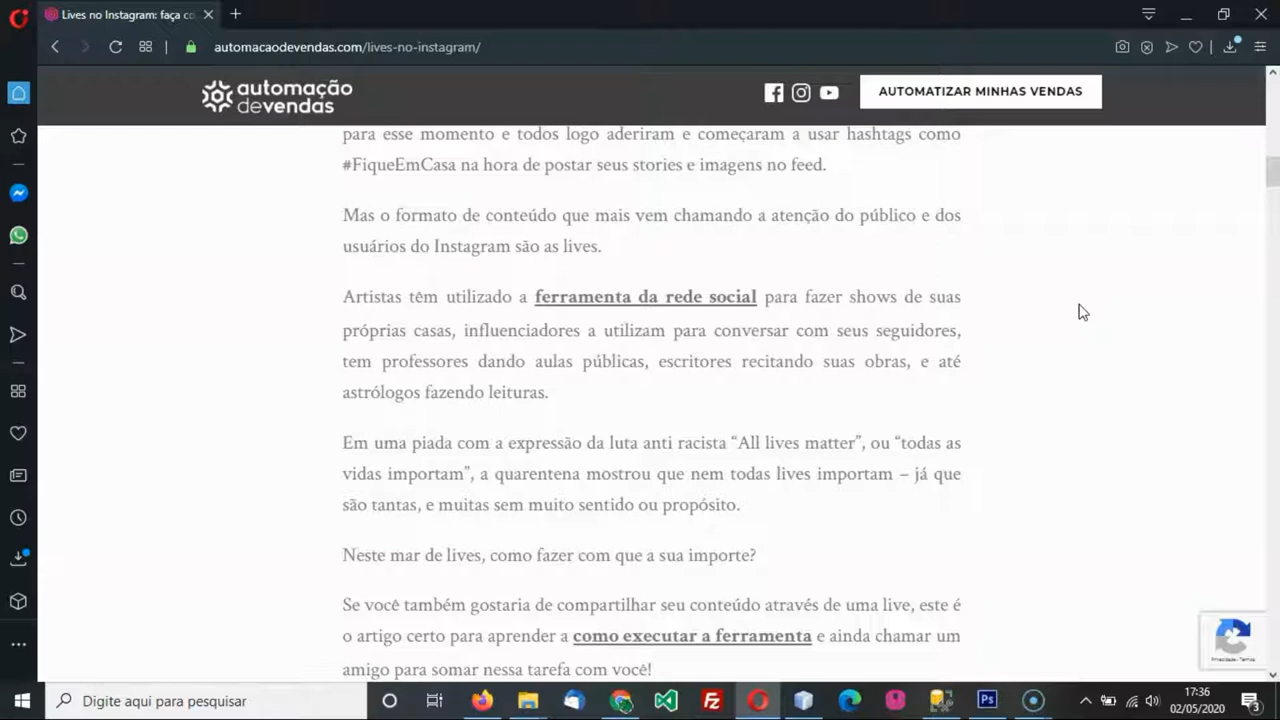 Lives no Instagram: faça co
automacaodevendas.com/lives-no-instagram/
automação
devendas
AUTOMATIZAR MINHAS VENDAS
para esse momento e todos logo aderiram e começaram a usar hashtags como
#FiqueEmCasa na hora de postar seus stories e imagens no feed.
Mas o formato de conteúdo que mais vem chamando a atenção do público e dos
usuários do Instagram são as lives.
Artistas têm utilizado a ferramenta da rede social para fazer shows de suas
próprias casas, influenciadores a utilizam para conversar com seus seguidores,
tem professores dando aulas públicas, escritores recitando suas obras, e até
astrólogos fazendo leituras.
Em uma piada com a expressão da luta anti racista “All lives matter”, ou “todas as
vidas importam”, a quarentena mostrou que nem todas lives importam – já que
são tantas, e muitas sem muito sentido ou propósito.
Neste mar de lives, como fazer com que a sua importe?
Se você também gostaria de compartilhar seu conteúdo através de uma live, este é
o artigo certo para aprender a como executar a ferramenta e ainda chamar um
amigo para somar nessa tarefa com você!
Privacidade - Termos
Digite aqui para pesquisar
Ps
17:36
02/05/2020
3